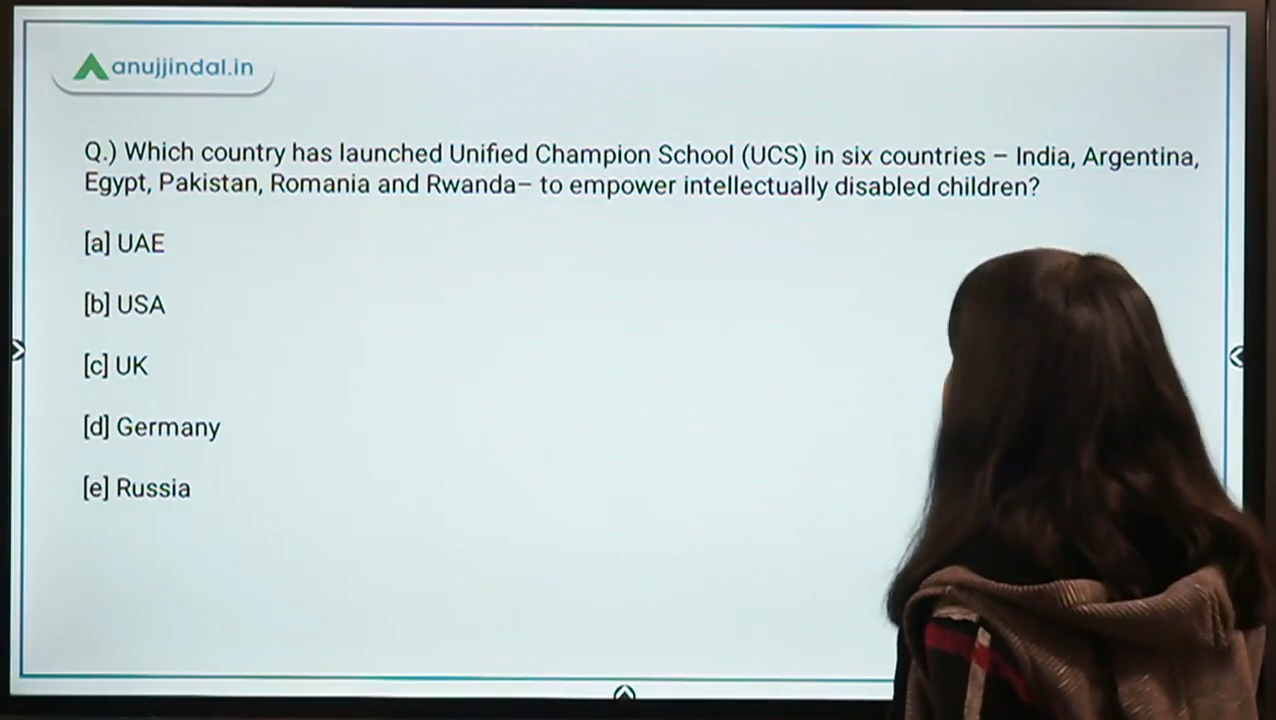 anujjindal.in
Q.) Which country has launched Unified Champion School (UCS) in six countries – India, Argentina,
Egypt, Pakistan, Romania and Rwanda– to empower intellectually disabled children?
[a] UAE
[b] USA
[c] UK
[d] Germany
[e] Russia